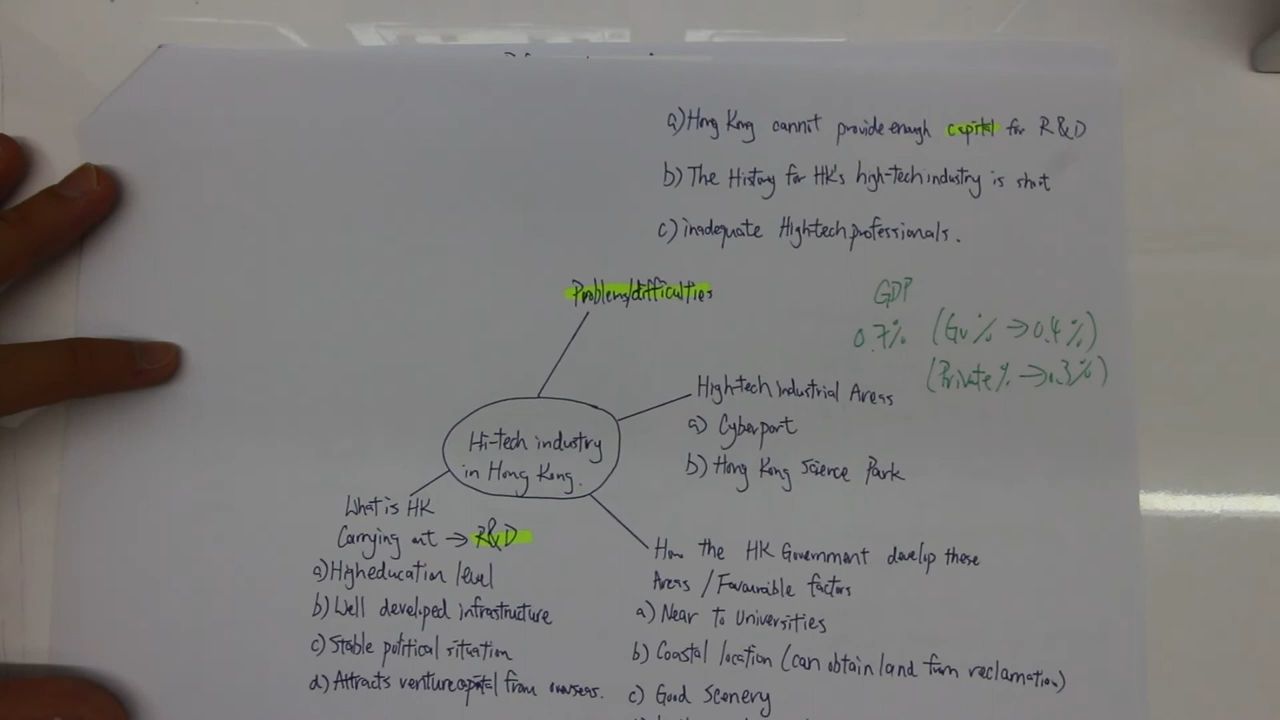 a) Hong Kong cannot provide enough capital for R&D
b) The History for HK's high-tech industry is short
c) inadequate High-tech professionals.
Problems/difficulties
GDP
0.7% (Gv % → 0.4%)
(Private % → 0.3%)
High-tech Industrial Areas
a) Cyberport
b) Hong Kong Science Park
Hi-tech industry
in Hong Kong.
What is HK
Carrying out → R&D
a) High education level
b) Well developed infrastructure
c) Stable political situation
d) Attracts venture capital from overseas.
How the HK Government develop these
Areas / Favourable factors
a) Near to Universities
b) Coastal location (can obtain land from reclamation)
c) Good Scenery